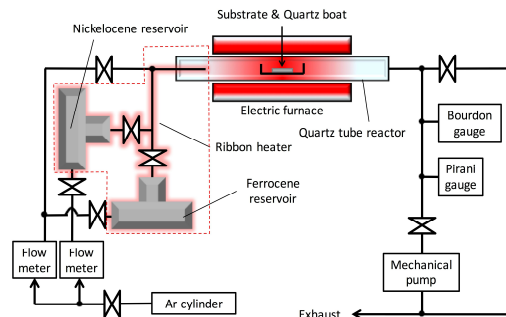 Nickelocene reservoir
Substrate & Quartz boat
Electric furnace
Quartz tube reactor
Bourdon
gauge
Ribbon heater
Pirani
gauge
Ferrocene
reservoir
Flow
meter
Flow
meter
Mechanical
pump
Ar cylinder
Exhaust